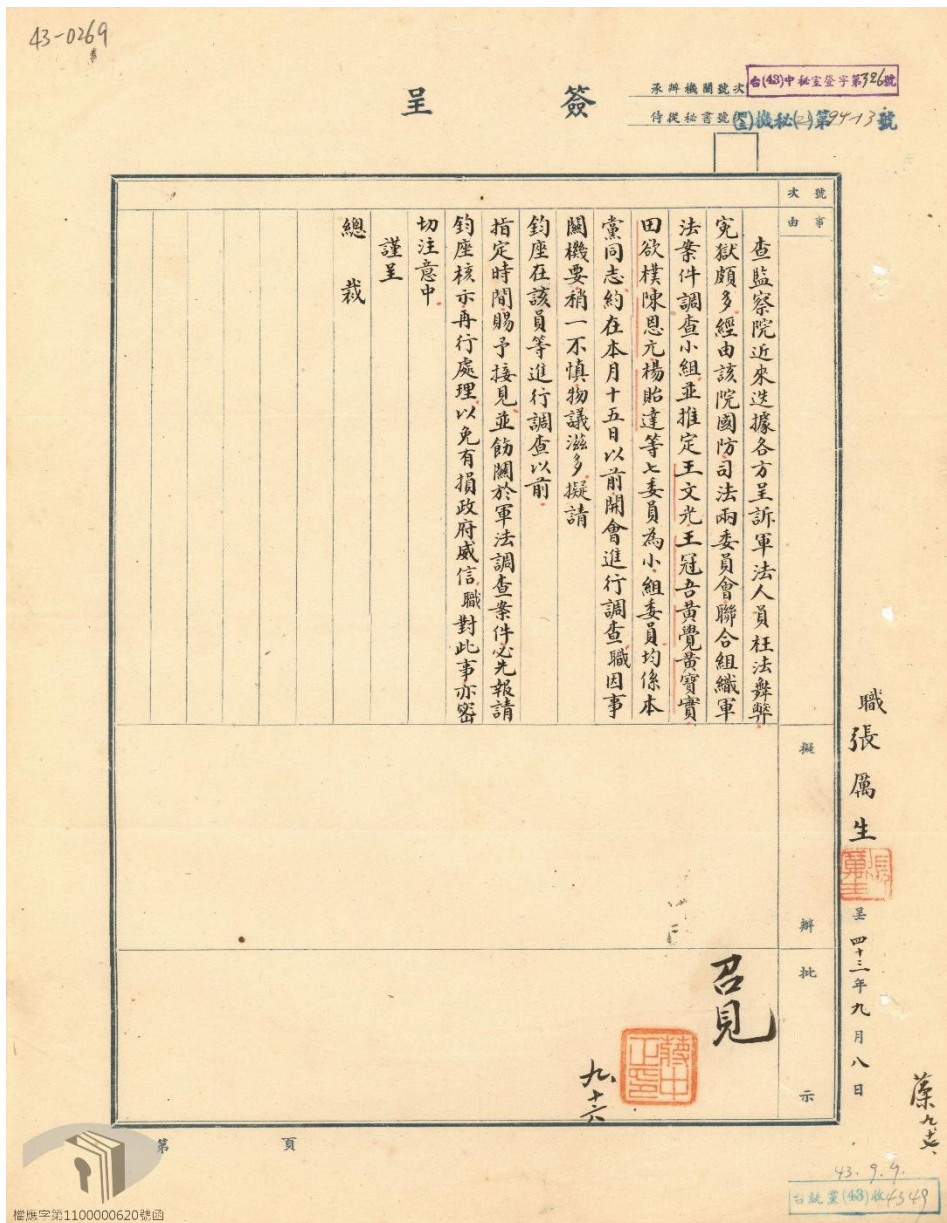 43-0269
簽呈
承辦機關號次
台(43)中秘室登字第326號
侍從秘書號次
機秘(二)第94-13號
號次
事由
查監察院近來迭據各方呈訴軍法人員枉法舞弊
冤獄頗多經由該院國防司法兩委員會聯合組織軍
法案件調查小組並推定王文光王冠吾黃覺黃寶實
田欲樸陳恩元楊貽達等七委員為小組委員均係本
黨同志約在本月十五日以前開會進行調查職因事
關機要稍一不慎物議滋多擬請
鈞座在該員等進行調查以前
指定時間賜予接見並飭關於軍法調查案件必先報請
鈞座核示再行處理以免有損政府威信職對此事亦密
切注意中
謹呈
總裁
擬辦
批示
召見
蔣中正印
九、十六
職張厲生
張厲生
呈四十三年九月八日
第頁
43.9.9.
台統黨(43)收4349
檔應字第1100000620號函